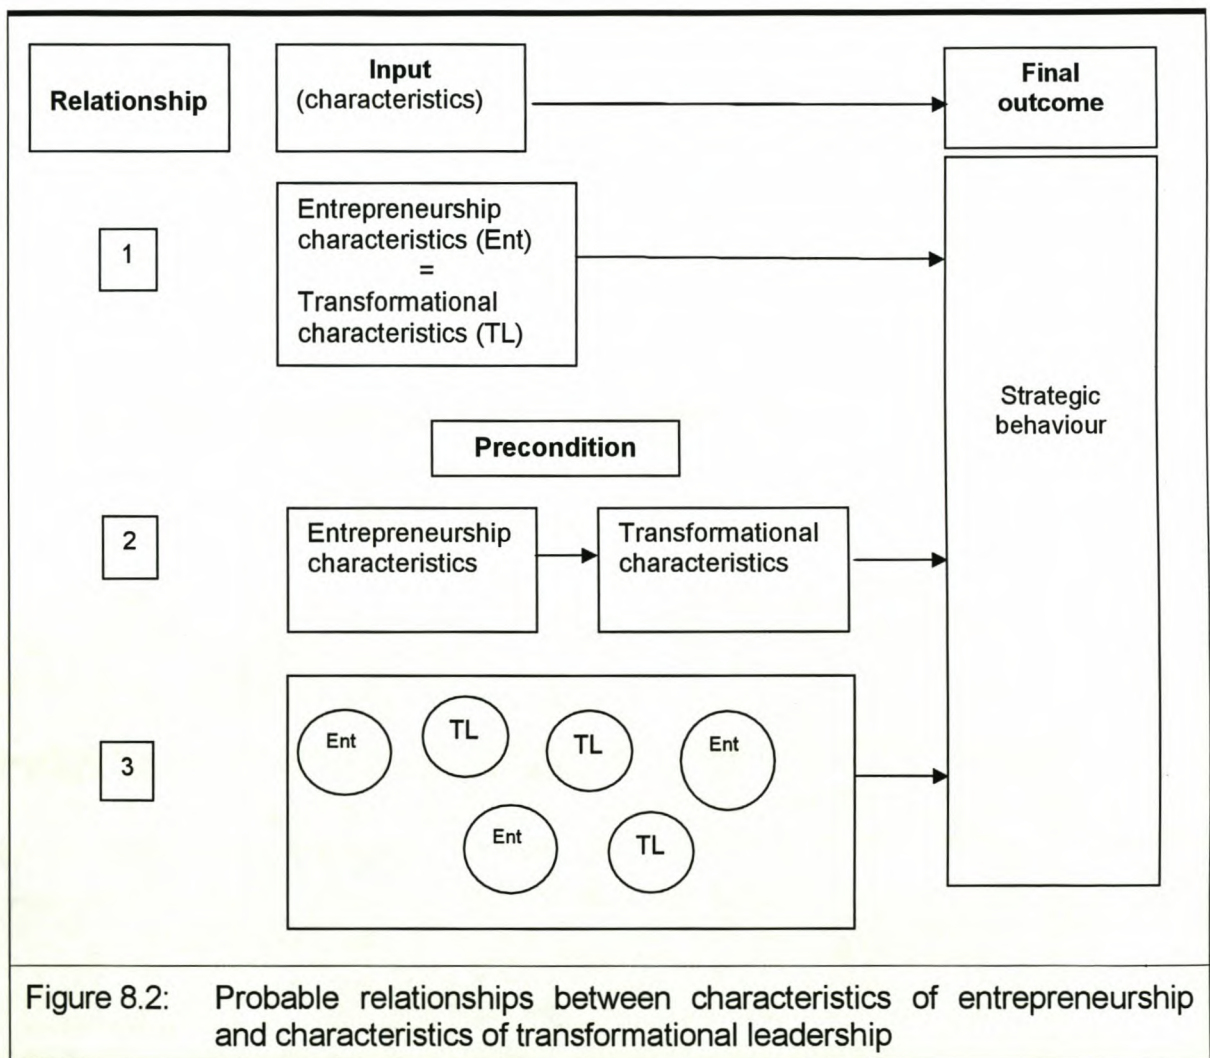 Relationship
Input
(characteristics)
Final
outcome
1
Entrepreneurship
characteristics (Ent)
=
Transformational
characteristics (TL)
Strategic
behaviour
Precondition
2
Entrepreneurship
characteristics
Transformational
characteristics
3
Ent
TL
TL
Ent
Ent
TL
Figure 8.2: Probable relationships between characteristics of entrepreneurship
and characteristics of transformational leadership